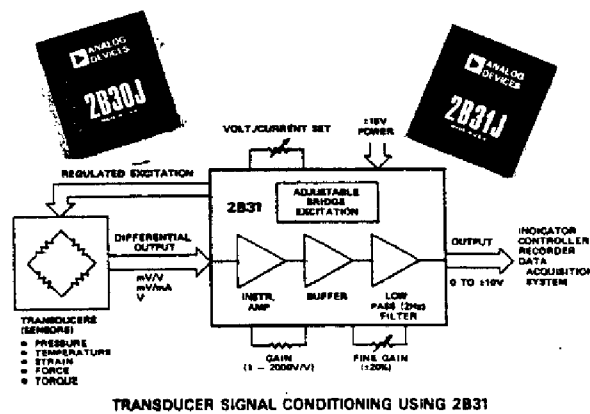 ANALOG
DEVICES
2B30J
ANALOG
DEVICES
2B31J
VOLT/CURRENT SET
±15V
POWER
REGULATED EXCITATION
2B31
ADJUSTABLE
BRIDGE
EXCITATION
DIFFERENTIAL
OUTPUT
mV/V
mV/mA
V
INSTR.
AMP
BUFFER
LOW
PASS (2Hz)
FILTER
OUTPUT
0 TO ±10V
INDICATOR
CONTROLLER
RECORDER
DATA
ACQUISITION
SYSTEM
TRANSDUCERS
(SENSORS)
PRESSURE
TEMPERATURE
STRAIN
FORCE
TORQUE
GAIN
(1 – 2000V/V)
FINE GAIN
(±20%)
TRANSDUCER SIGNAL CONDITIONING USING 2B31